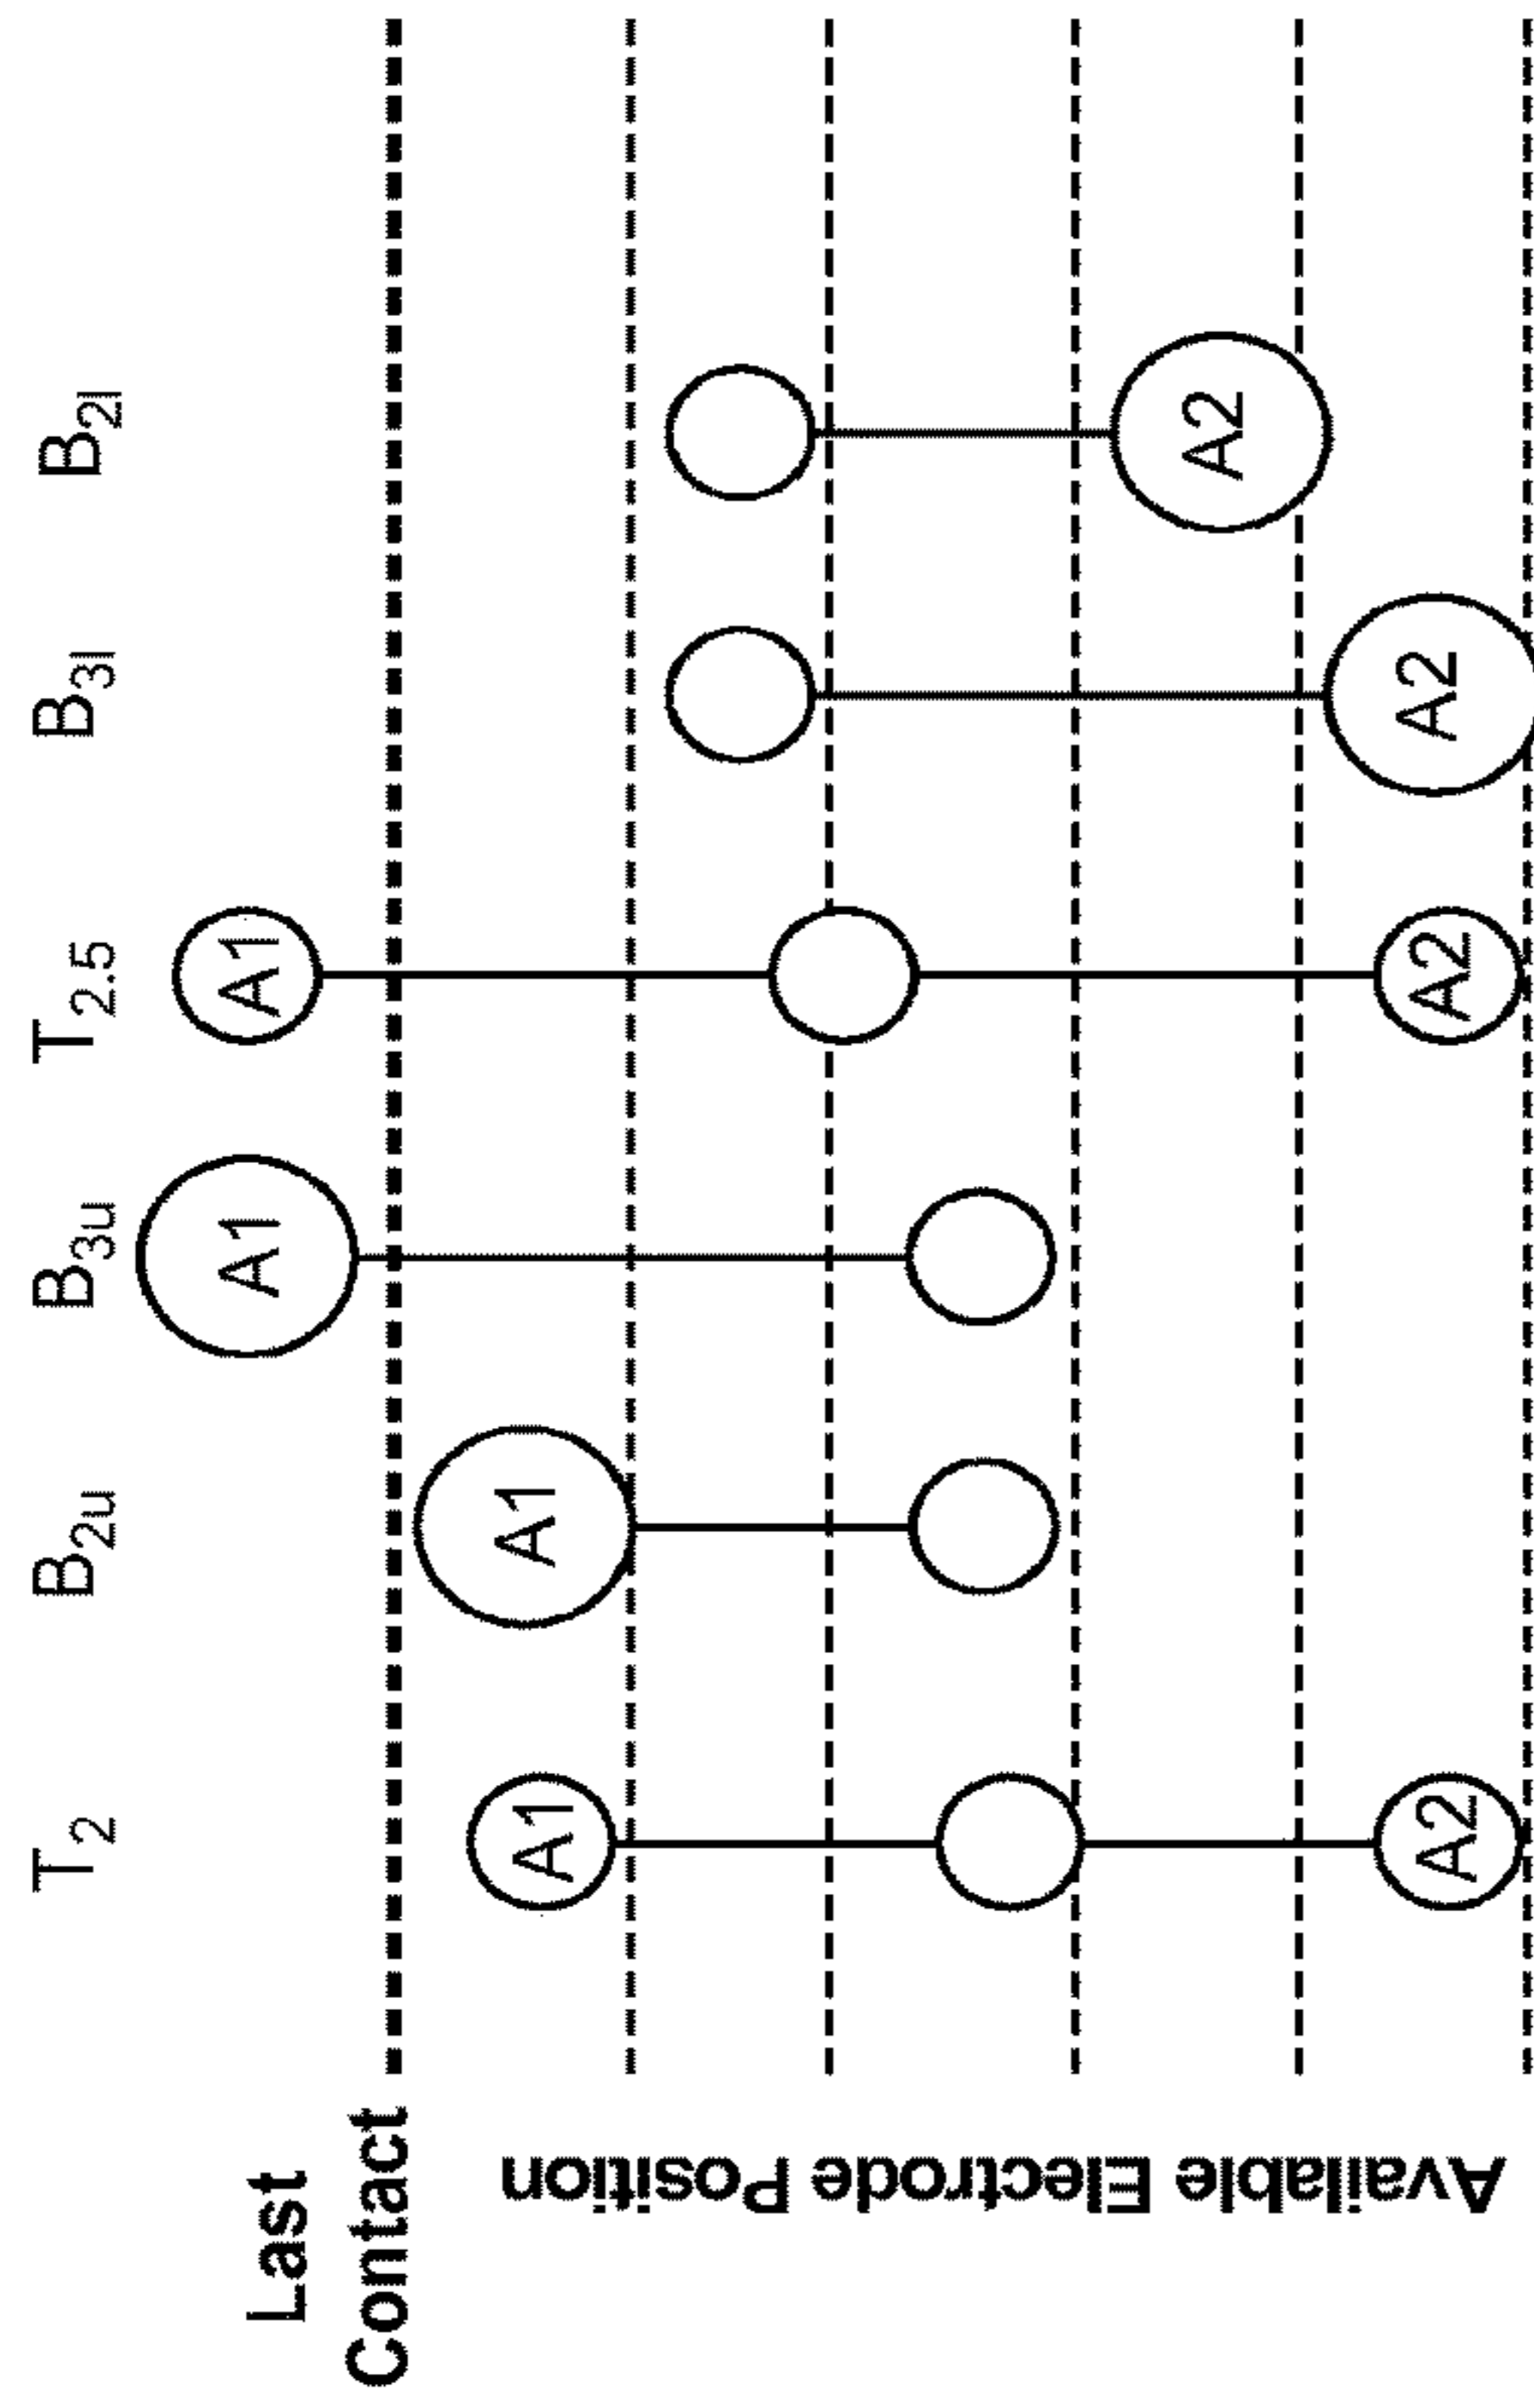 T2 B2u B3u T2.5 B3l B2l
Last
Contact
Available Electrode Position
A1 A1 A1 A1
A2 A2 A2 A2